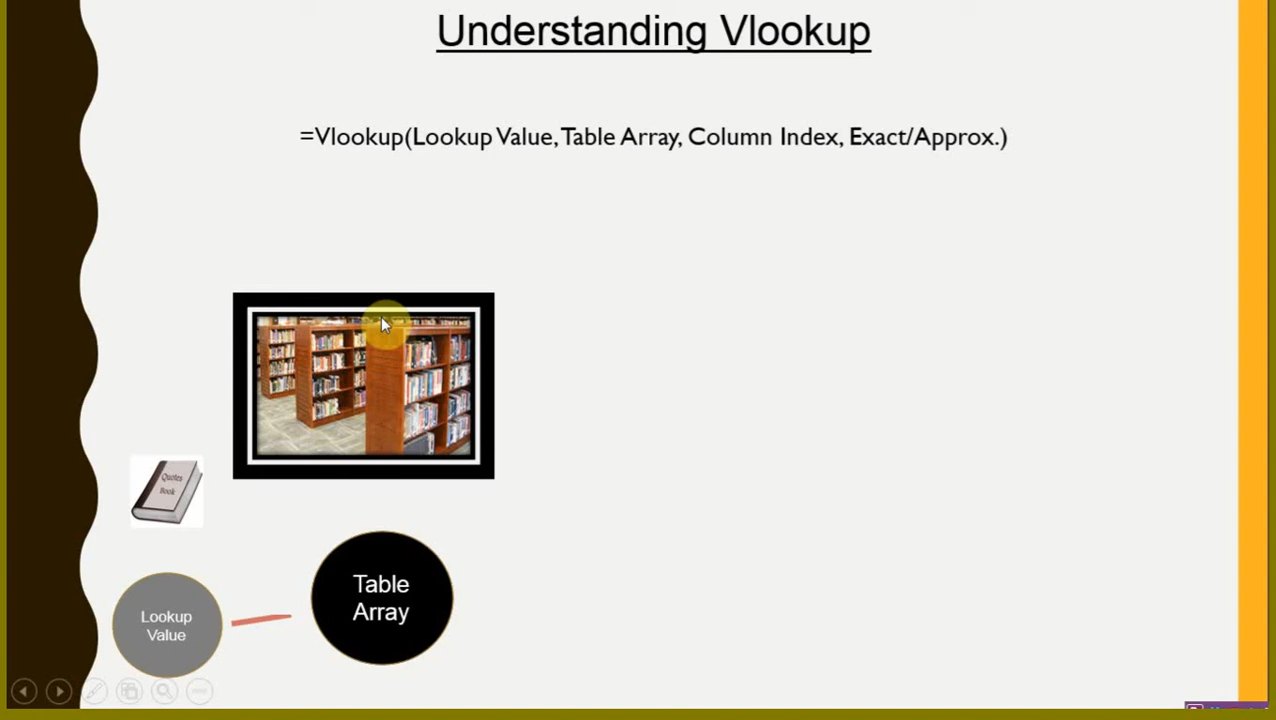 Understanding Vlookup
=Vlookup(Lookup Value, Table Array, Column Index, Exact/Approx.)
Quotes
Book
Table
Array
Lookup
Value